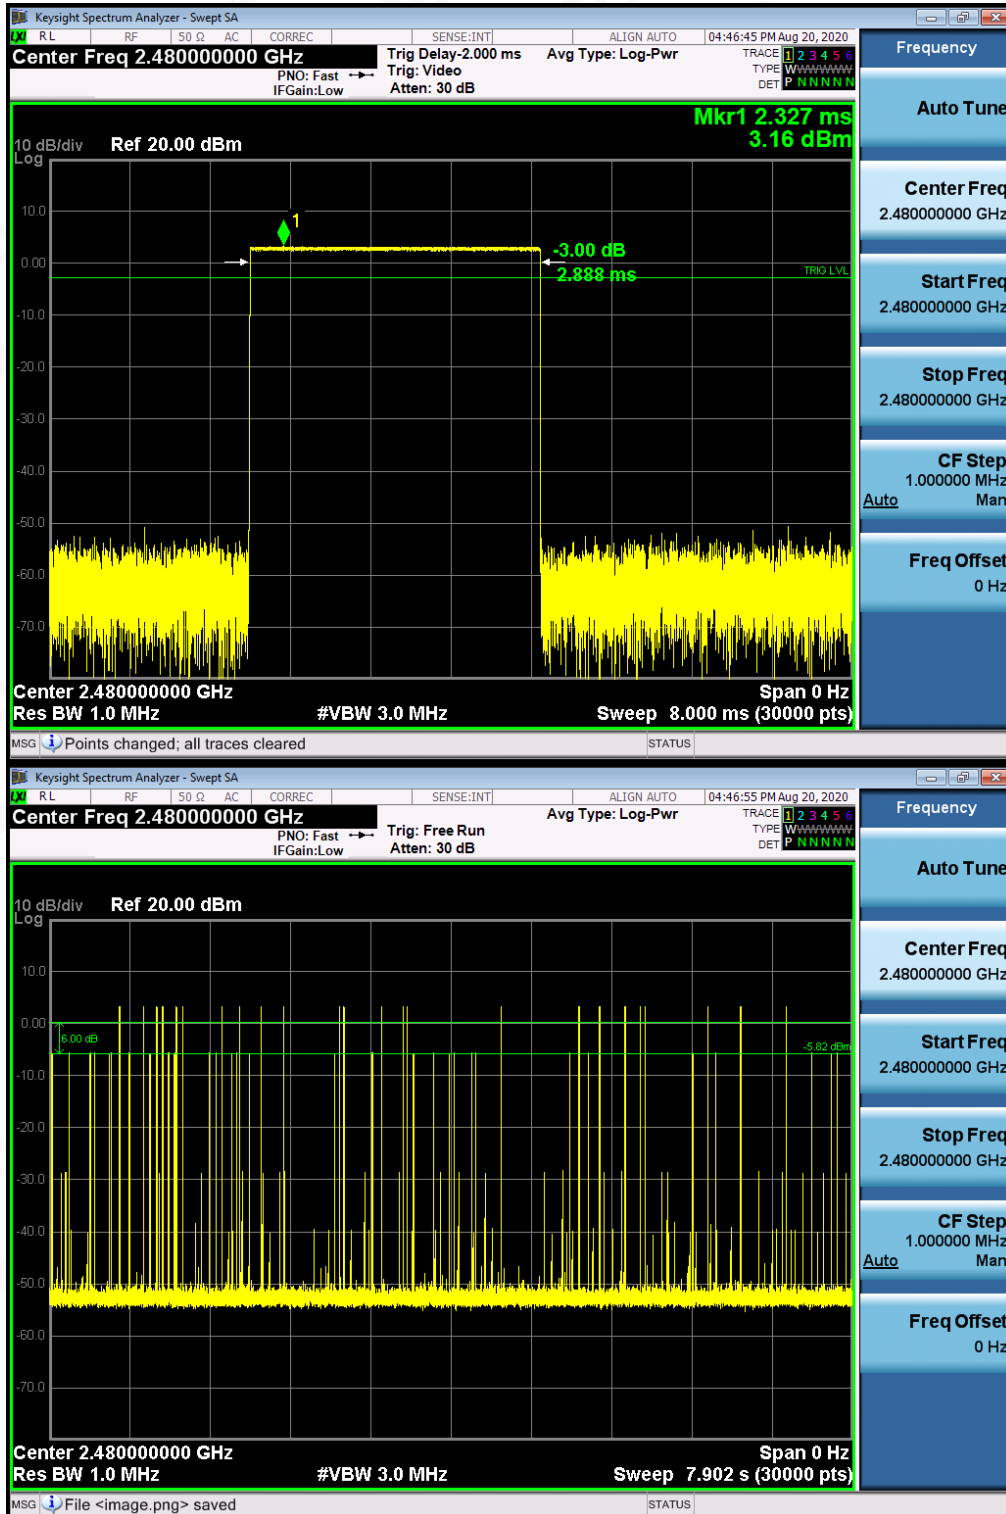 Keysight Spectrum Analyzer - Swept SA
LXI RL RF 50 Ω AC CORREC SENSE:INT ALIGN AUTO 04:46:45 PM Aug 20, 2020
Center Freq 2.480000000 GHz
PNO: Fast
IFGain:Low
Trig Delay-2.000 ms
Trig: Video
Atten: 30 dB
Avg Type: Log-Pwr
TRACE 1 2 3 4 5 6
TYPE WWWWWW
DET P N N N N N
Mkr1 2.327 ms
3.16 dBm
10 dB/div Ref 20.00 dBm
Log
10.0
1
-3.00 dB
0.00
2.888 ms
TRIG LVL
-10.0
-20.0
-30.0
-40.0
-50.0
-60.0
-70.0
Center 2.480000000 GHz Span 0 Hz
Res BW 1.0 MHz #VBW 3.0 MHz Sweep 8.000 ms (30000 pts)
MSG Points changed; all traces cleared STATUS
Frequency
Auto Tune
Center Freq
2.480000000 GHz
Start Freq
2.480000000 GHz
Stop Freq
2.480000000 GHz
CF Step
1.000000 MHz
Auto Man
Freq Offset
0 Hz
Keysight Spectrum Analyzer - Swept SA
LXI RL RF 50 Ω AC CORREC SENSE:INT ALIGN AUTO 04:46:55 PM Aug 20, 2020
Center Freq 2.480000000 GHz
PNO: Fast
IFGain:Low
Trig: Free Run
Atten: 30 dB
Avg Type: Log-Pwr
TRACE 1 2 3 4 5 6
TYPE WWWWWW
DET P N N N N N
10 dB/div Ref 20.00 dBm
Log
10.0
0.00
6.00 dB
-5.82 dBm
-10.0
-20.0
-30.0
-40.0
-50.0
-60.0
-70.0
Center 2.480000000 GHz Span 0 Hz
Res BW 1.0 MHz #VBW 3.0 MHz Sweep 7.902 s (30000 pts)
MSG File <image.png> saved STATUS
Frequency
Auto Tune
Center Freq
2.480000000 GHz
Start Freq
2.480000000 GHz
Stop Freq
2.480000000 GHz
CF Step
1.000000 MHz
Auto Man
Freq Offset
0 Hz